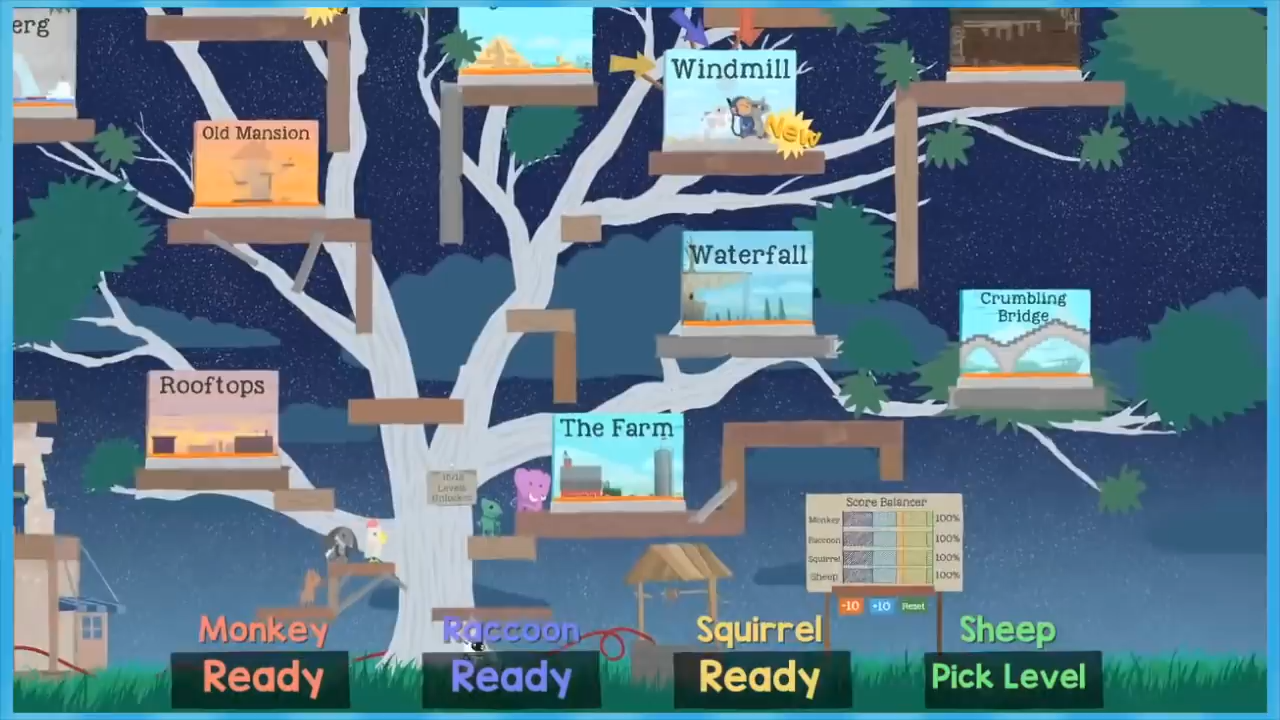 erg
Windmill
New
Old Mansion
Waterfall
Crumbling
Bridge
Rooftops
The Farm
Levels
Score Balancer
Monkey 100%
Raccoon 100%
Squirrel 100%
Sheep 100%
-10 +10 Reset
Monkey Raccoon Squirrel Sheep
Ready Ready Ready Pick Level